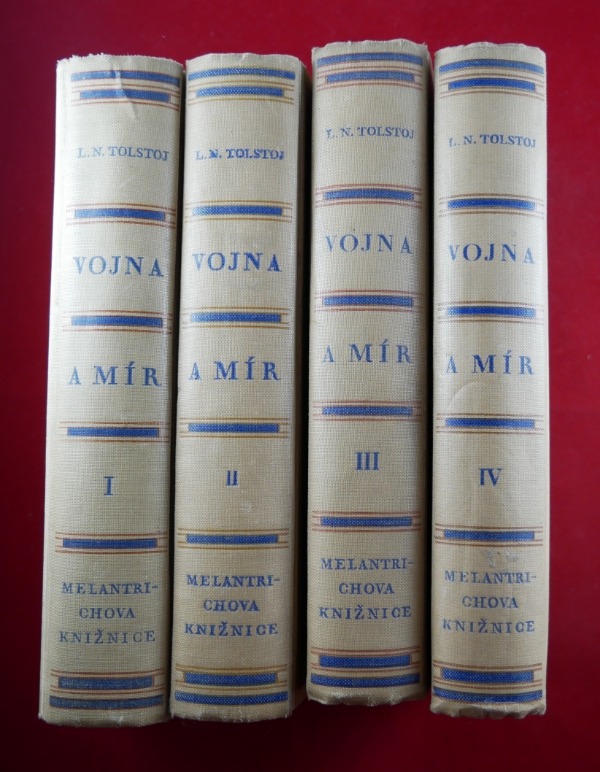 L. N. TOLSTOJ
VOJNA
A MÍR
I
MELANTRI-
CHOVA
KNIŽNICE
L. N. TOLSTOJ
VOJNA
A MÍR
II
MELANTRI-
CHOVA
KNIŽNICE
L. N. TOLSTOJ
VOJNA
A MÍR
III
MELANTRI-
CHOVA
KNIŽNICE
L. N. TOLSTOJ
VOJNA
A MÍR
IV
MELANTRI-
CHOVA
KNIŽNICE